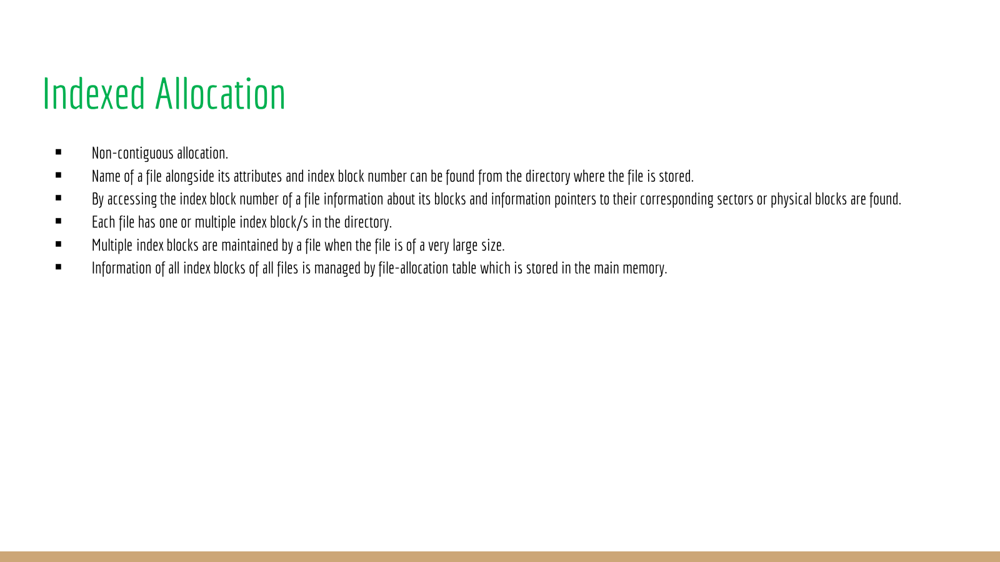 Indexed Allocation
▪ Non-contiguous allocation.
▪ Name of a file alongside its attributes and index block number can be found from the directory where the file is stored.
▪ By accessing the index block number of a file information about its blocks and information pointers to their corresponding sectors or physical blocks are found.
▪ Each file has one or multiple index block/s in the directory.
▪ Multiple index blocks are maintained by a file when the file is of a very large size.
▪ Information of all index blocks of all files is managed by file-allocation table which is stored in the main memory.